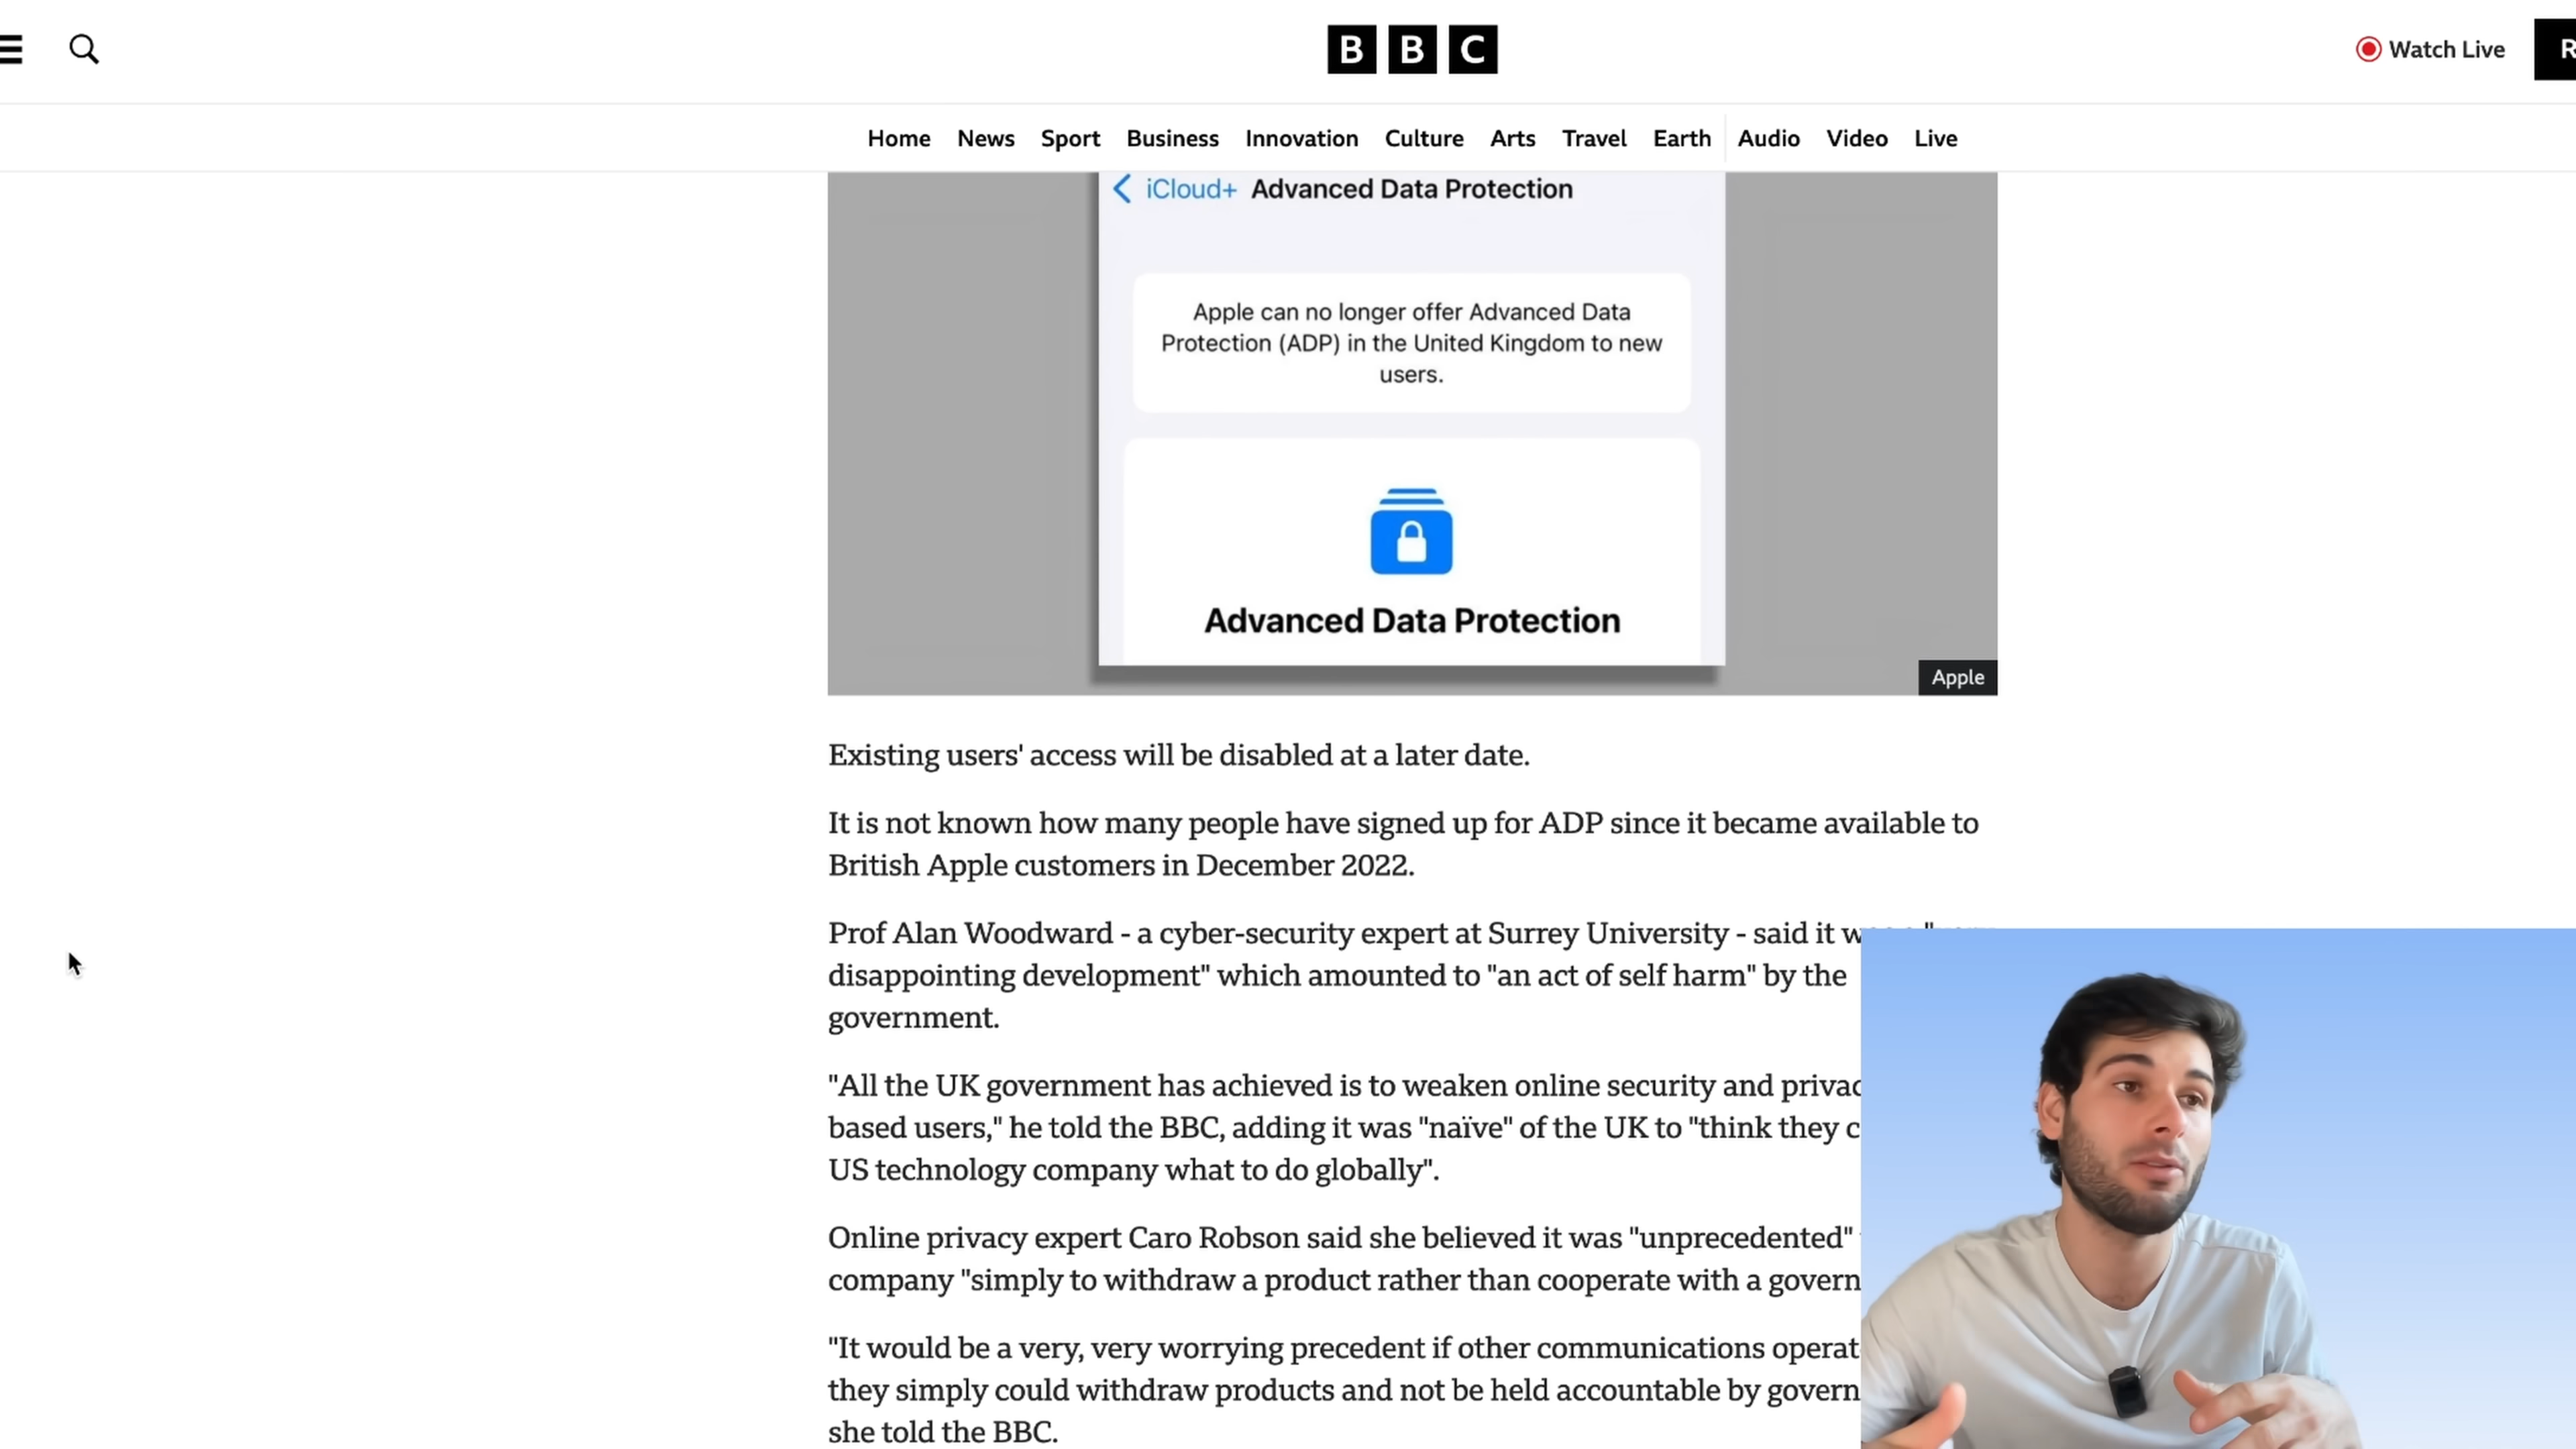 BBC
Watch Live
R
Home News Sport Business Innovation Culture Arts Travel Earth Audio Video Live
iCloud+ Advanced Data Protection
Apple can no longer offer Advanced Data
Protection (ADP) in the United Kingdom to new
users.
Advanced Data Protection
Apple
Existing users' access will be disabled at a later date.
It is not known how many people have signed up for ADP since it became available to
British Apple customers in December 2022.
Prof Alan Woodward - a cyber-security expert at Surrey University - said it
disappointing development" which amounted to "an act of self harm" by the
government.
"All the UK government has achieved is to weaken online security and privac
based users," he told the BBC, adding it was "naïve" of the UK to "think they c
US technology company what to do globally".
Online privacy expert Caro Robson said she believed it was "unprecedented"
company "simply to withdraw a product rather than cooperate with a govern
"It would be a very, very worrying precedent if other communications operat
they simply could withdraw products and not be held accountable by govern
she told the BBC.